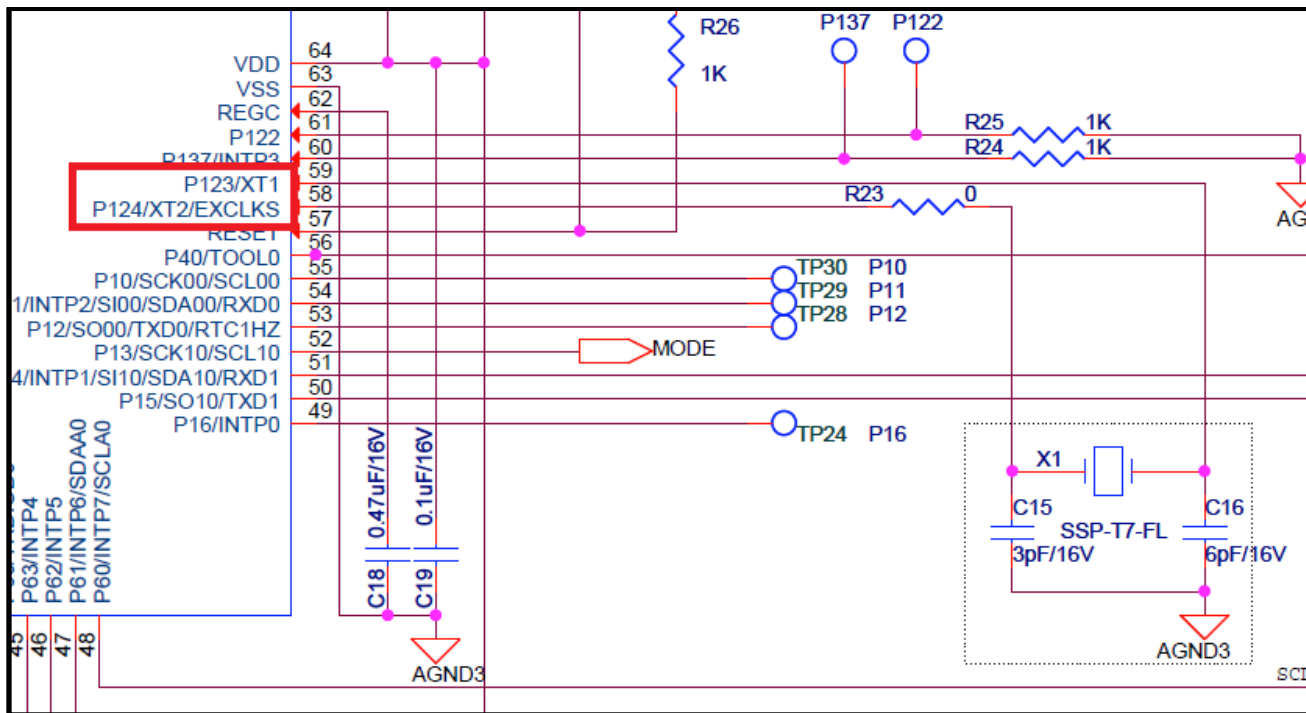 R26
1K
P137
P122
VDD
64
VSS
63
REGC
62
P122
61
R25
1K
P137/INTP3
60
R24
1K
P123/XT1
59
P124/XT2/EXCLKS
58
R23
0
RESET
57
P40/TOOL0
56
P10/SCK00/SCL00
55
TP30 P10
1/INTP2/SI00/SDA00/RXD0
54
TP29 P11
P12/SO00/TXD0/RTC1HZ
53
TP28 P12
P13/SCK10/SCL10
52
MODE
4/INTP1/SI10/SDA10/RXD1
51
P15/SO10/TXD1
50
P16/INTP0
49
TP24 P16
AG
P63/INTP4
P62/INTP5
P61/INTP6/SDAA0
P60/INTP7/SCLA0
45
46
47
48
C18 0.47uF/16V
C19 0.1uF/16V
AGND3
X1
SSP-T7-FL
C15
3pF/16V
C16
6pF/16V
AGND3